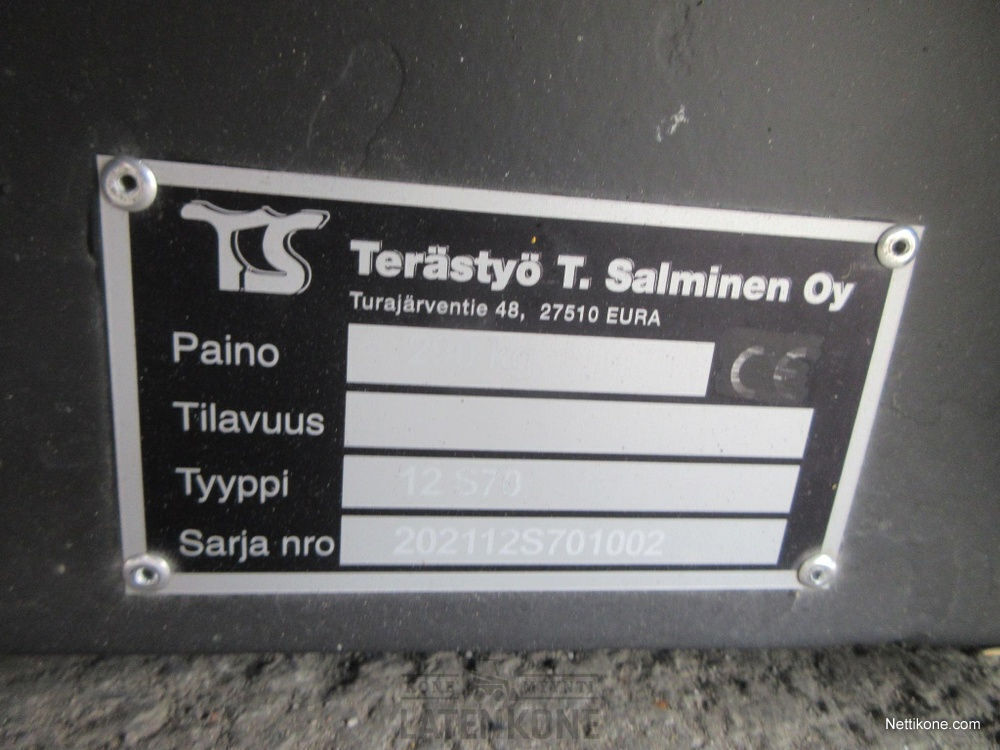 TS
Terästyö T. Salminen Oy
Turajärventie 48, 27510 EURA
Paino
CE
Tilavuus
Tyyppi 12 S70
Sarja nro 202112S701002
LATENKONE
Nettikone.com